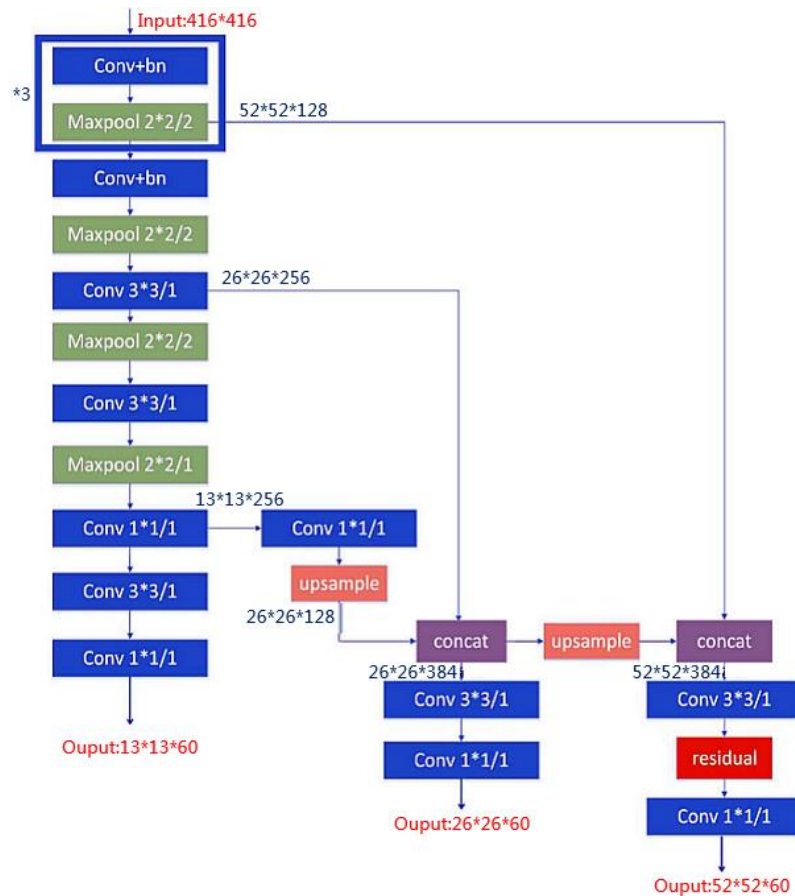 Input:416*416
Conv+bn
*3
Maxpool 2*2/2
52*52*128
Conv+bn
Maxpool 2*2/2
Conv 3*3/1
26*26*256
Maxpool 2*2/2
Conv 3*3/1
Maxpool 2*2/1
13*13*256
Conv 1*1/1
Conv 1*1/1
Conv 3*3/1
upsample
26*26*128
concat
upsample
concat
Conv 1*1/1
26*26*384
52*52*384
Conv 3*3/1
Conv 3*3/1
Ouput:13*13*60
Conv 1*1/1
residual
Ouput:26*26*60
Conv 1*1/1
Ouput:52*52*60